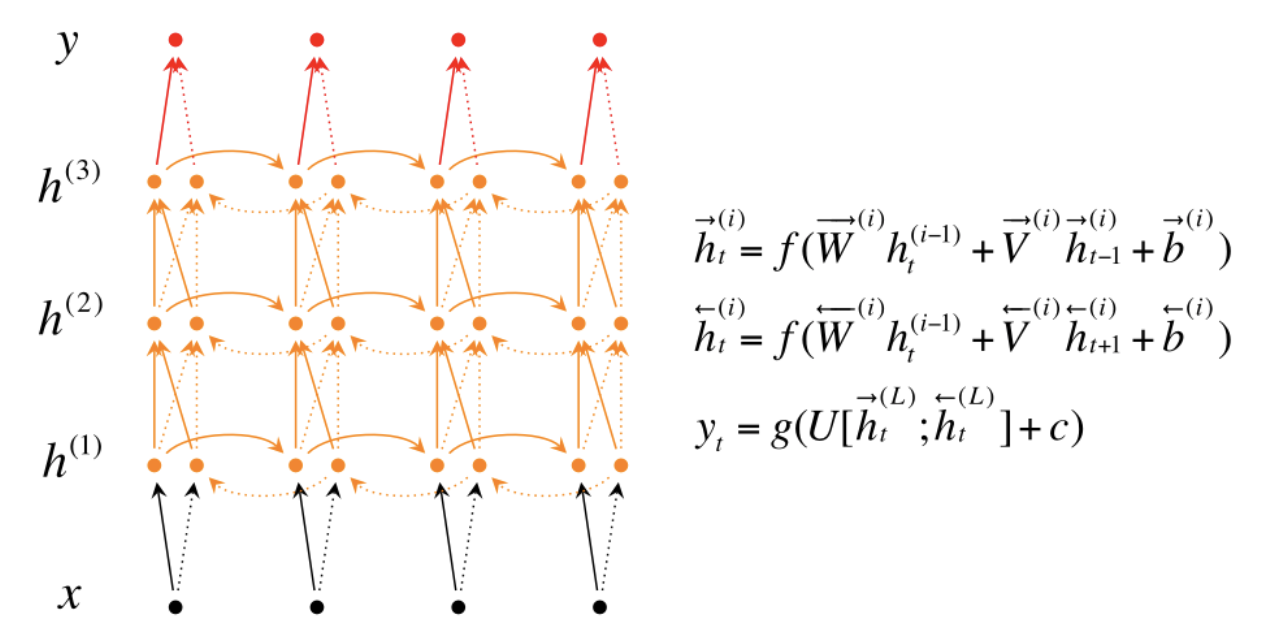 y
h^{(3)}
h^{(2)}
h^{(1)}
x
\overrightarrow{h}_t^{(i)} = f(\overrightarrow{W}^{(i)} h_t^{(i-1)} + \overrightarrow{V}^{(i)} \overrightarrow{h}_{t-1}^{(i)} + \overrightarrow{b}^{(i)})
\overleftarrow{h}_t^{(i)} = f(\overleftarrow{W}^{(i)} h_t^{(i-1)} + \overleftarrow{V}^{(i)} \overleftarrow{h}_{t+1}^{(i)} + \overleftarrow{b}^{(i)})
y_t = g(U[\overrightarrow{h}_t^{(L)}; \overleftarrow{h}_t^{(L)}] + c)